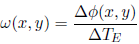 ω(x, y) = Δϕ(x, y) / ΔT_E